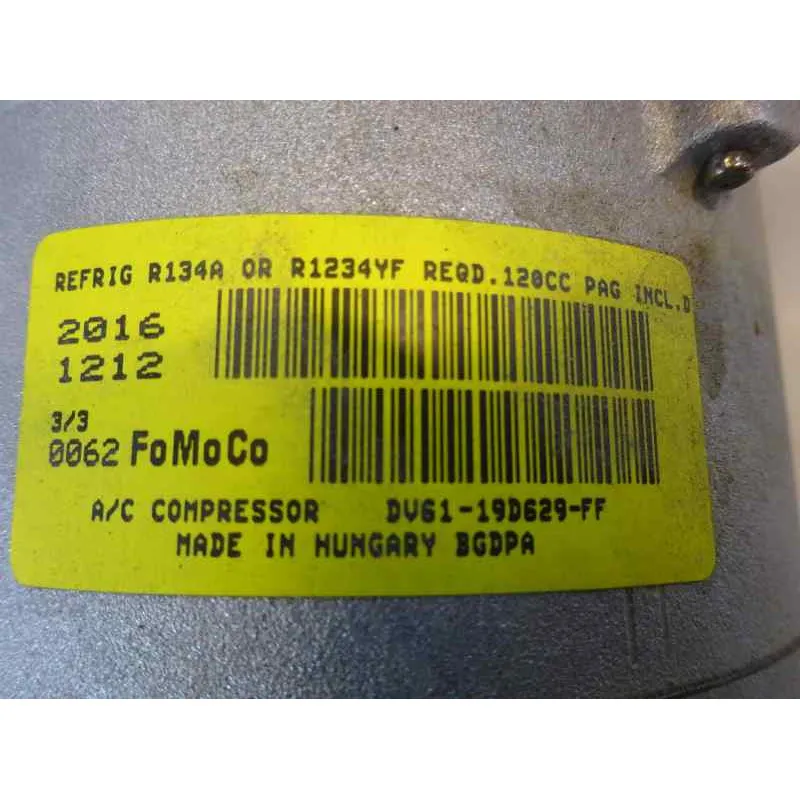 REFRIG R134A OR R1234YF REQD.120CC PAG INCL.D
2016
1212
3/3
0062 FoMoCo
A/C COMPRESSOR DV61-19D629-FF
MADE IN HUNGARY BGDPA